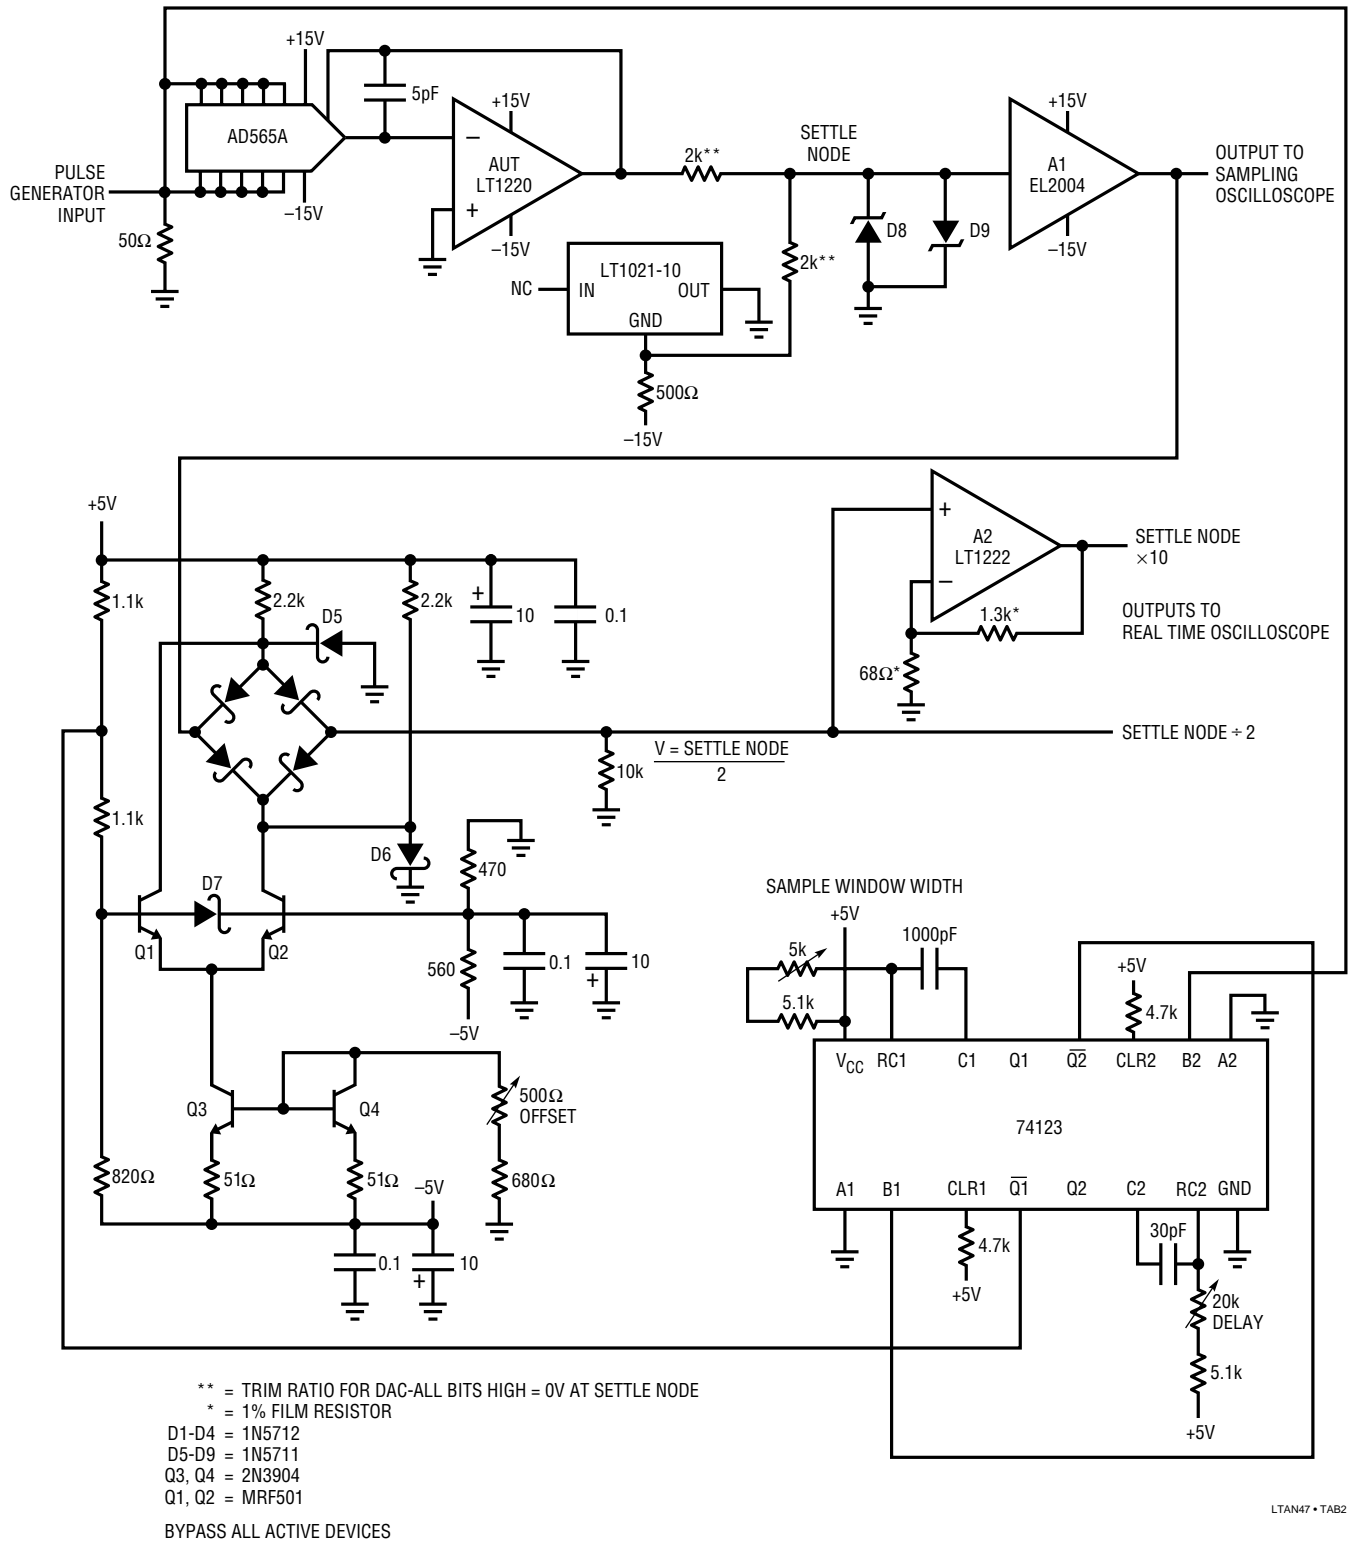 +15V
5pF
AD565A
+15V
AUT
LT1220
SETTLE
NODE
2k**
+15V
A1
EL2004
OUTPUT TO
SAMPLING
OSCILLOSCOPE
PULSE
GENERATOR
INPUT
–15V
50Ω
–15V
–15V
D8
D9
2k**
NC
LT1021-10
IN
OUT
GND
500Ω
–15V
+5V
1.1k
2.2k
D5
2.2k
+
10
0.1
+
A2
LT1222
–
SETTLE NODE
×10
1.3k*
OUTPUTS TO
REAL TIME OSCILLOSCOPE
68Ω*
SETTLE NODE ÷ 2
V = SETTLE NODE
2
10k
1.1k
D6
470
D7
Q1
Q2
560
0.1
10
+
–5V
SAMPLE WINDOW WIDTH
+5V
5k
1000pF
5.1k
+5V
4.7k
VCC
RC1
C1
Q1
Q2
CLR2
B2
A2
74123
A1
B1
CLR1
Q1
Q2
C2
RC2
GND
Q3
Q4
500Ω
OFFSET
820Ω
51Ω
51Ω
–5V
680Ω
0.1
10
+
4.7k
+5V
30pF
20k
DELAY
5.1k
+5V
** = TRIM RATIO FOR DAC-ALL BITS HIGH = 0V AT SETTLE NODE
* = 1% FILM RESISTOR
D1-D4 = 1N5712
D5-D9 = 1N5711
Q3, Q4 = 2N3904
Q1, Q2 = MRF501
BYPASS ALL ACTIVE DEVICES
LTAN47 • TAB2